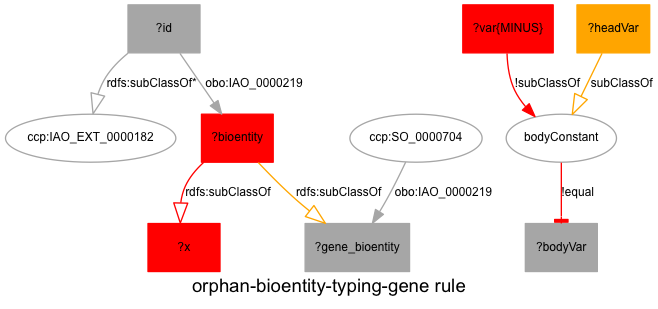 ?id
?var{MINUS}
?headVar
rdfs:subClassOf*
obo:IAO_0000219
!subClassOf
subClassOf
ccp:IAO_EXT_0000182
?bioentity
ccp:SO_0000704
bodyConstant
rdfs:subClassOf
rdfs:subClassOf
obo:IAO_0000219
!equal
?x
?gene_bioentity
?bodyVar
orphan-bioentity-typing-gene rule